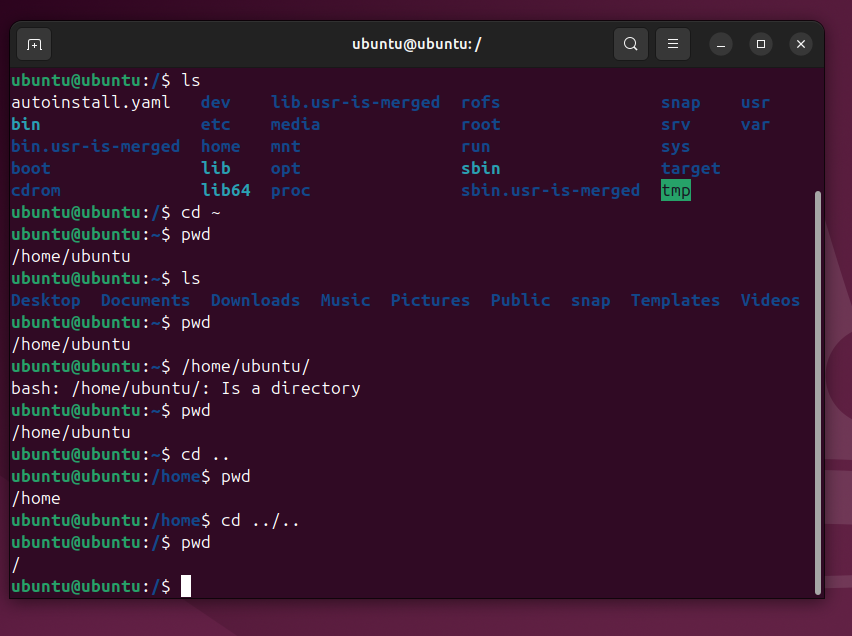 ubuntu@ubuntu: /
ubuntu@ubuntu:/$ ls
autoinstall.yaml   dev    lib.usr-is-merged  rofs                snap    usr
bin                etc    media              root                srv     var
bin.usr-is-merged  home   mnt                run                 sys
boot               lib    opt                sbin                target
cdrom              lib64  proc               sbin.usr-is-merged  tmp
ubuntu@ubuntu:/$ cd ~
ubuntu@ubuntu:~$ pwd
/home/ubuntu
ubuntu@ubuntu:~$ ls
Desktop  Documents  Downloads  Music  Pictures  Public  snap  Templates  Videos
ubuntu@ubuntu:~$ pwd
/home/ubuntu
ubuntu@ubuntu:~$ /home/ubuntu/
bash: /home/ubuntu/: Is a directory
ubuntu@ubuntu:~$ pwd
/home/ubuntu
ubuntu@ubuntu:~$ cd ..
ubuntu@ubuntu:/home$ pwd
/home
ubuntu@ubuntu:/home$ cd ../..
ubuntu@ubuntu:/$ pwd
/
ubuntu@ubuntu:/$